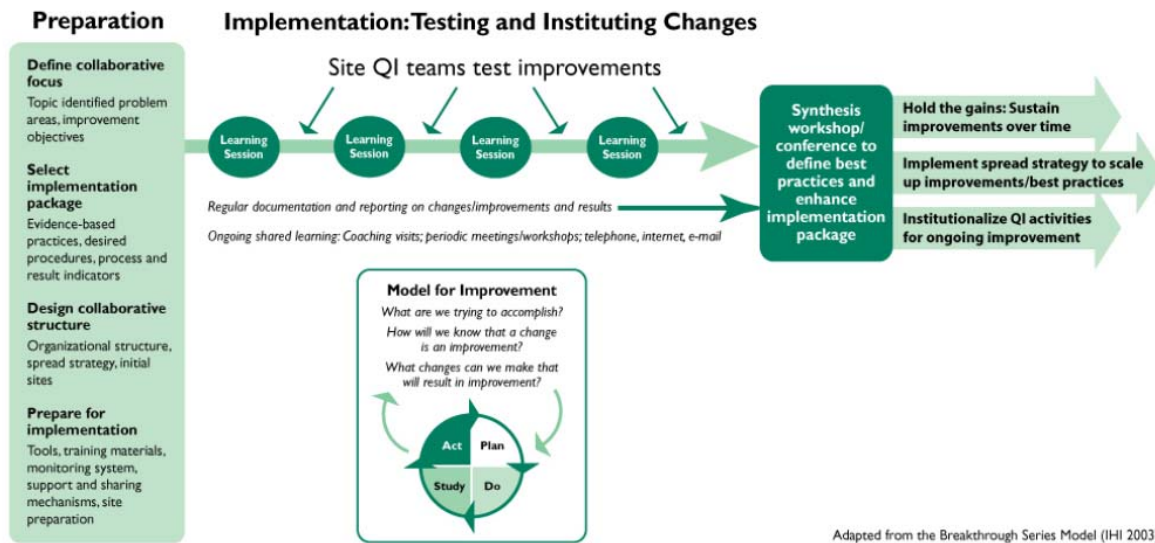 Preparation
Define collaborative
focus
Topic identified problem
areas, improvement
objectives
Select
implementation
package
Evidence-based
practices, desired
procedures, process and
result indicators
Design collaborative
structure
Organizational structure,
spread strategy, initial
sites
Prepare for
implementation
Tools, training materials,
monitoring system,
support and sharing
mechanisms, site
preparation
Implementation: Testing and Instituting Changes
Site QI teams test improvements
Learning
Session
Learning
Session
Learning
Session
Learning
Session
Regular documentation and reporting on changes/improvements and results
Ongoing shared learning: Coaching visits; periodic meetings/workshops; telephone, internet, e-mail
Model for Improvement
What are we trying to accomplish?
How will we know that a change
is an improvement?
What changes can we make that
will result in improvement?
Act
Plan
Study
Do
Synthesis
workshop/
conference to
define best
practices and
enhance
implementation
package
Hold the gains: Sustain
improvements over time
Implement spread strategy to scale
up improvements/best practices
Institutionalize QI activities
for ongoing improvement
Adapted from the Breakthrough Series Model (IHI 2003